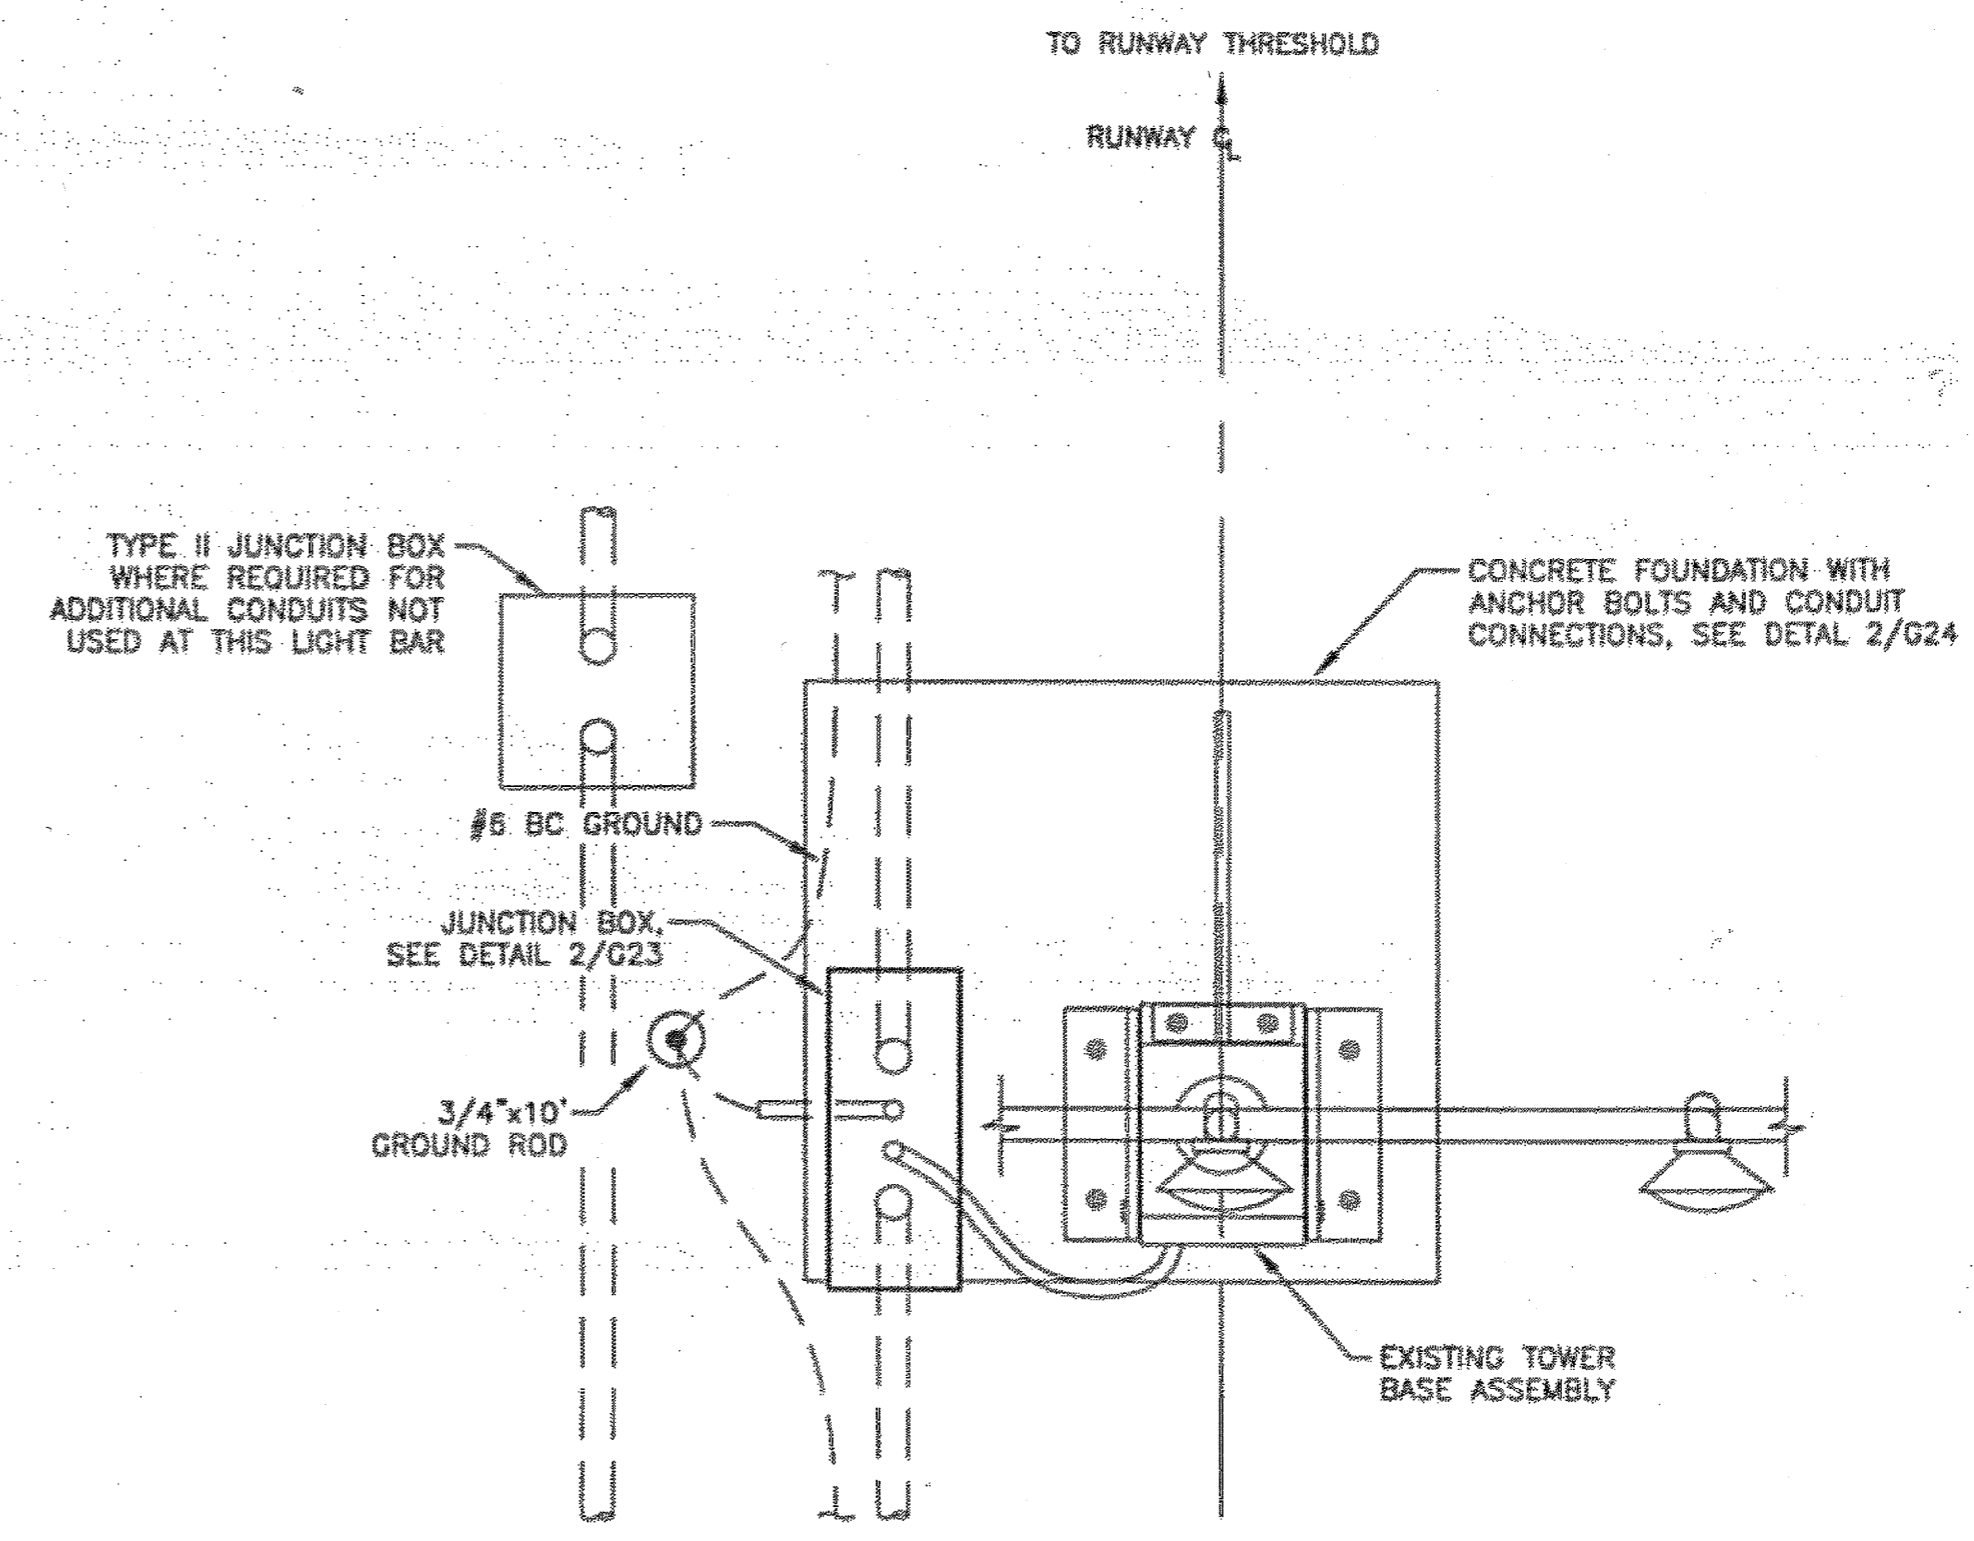 TO RUNWAY THRESHOLD
RUNWAY ℄
TYPE II JUNCTION BOX
WHERE REQUIRED FOR
ADDITIONAL CONDUITS NOT
USED AT THIS LIGHT BAR
CONCRETE FOUNDATION WITH
ANCHOR BOLTS AND CONDUIT
CONNECTIONS, SEE DETAL 2/G24
#6 BC GROUND
JUNCTION BOX,
SEE DETAIL 2/G23
3/4"x10'
GROUND ROD
EXISTING TOWER
BASE ASSEMBLY